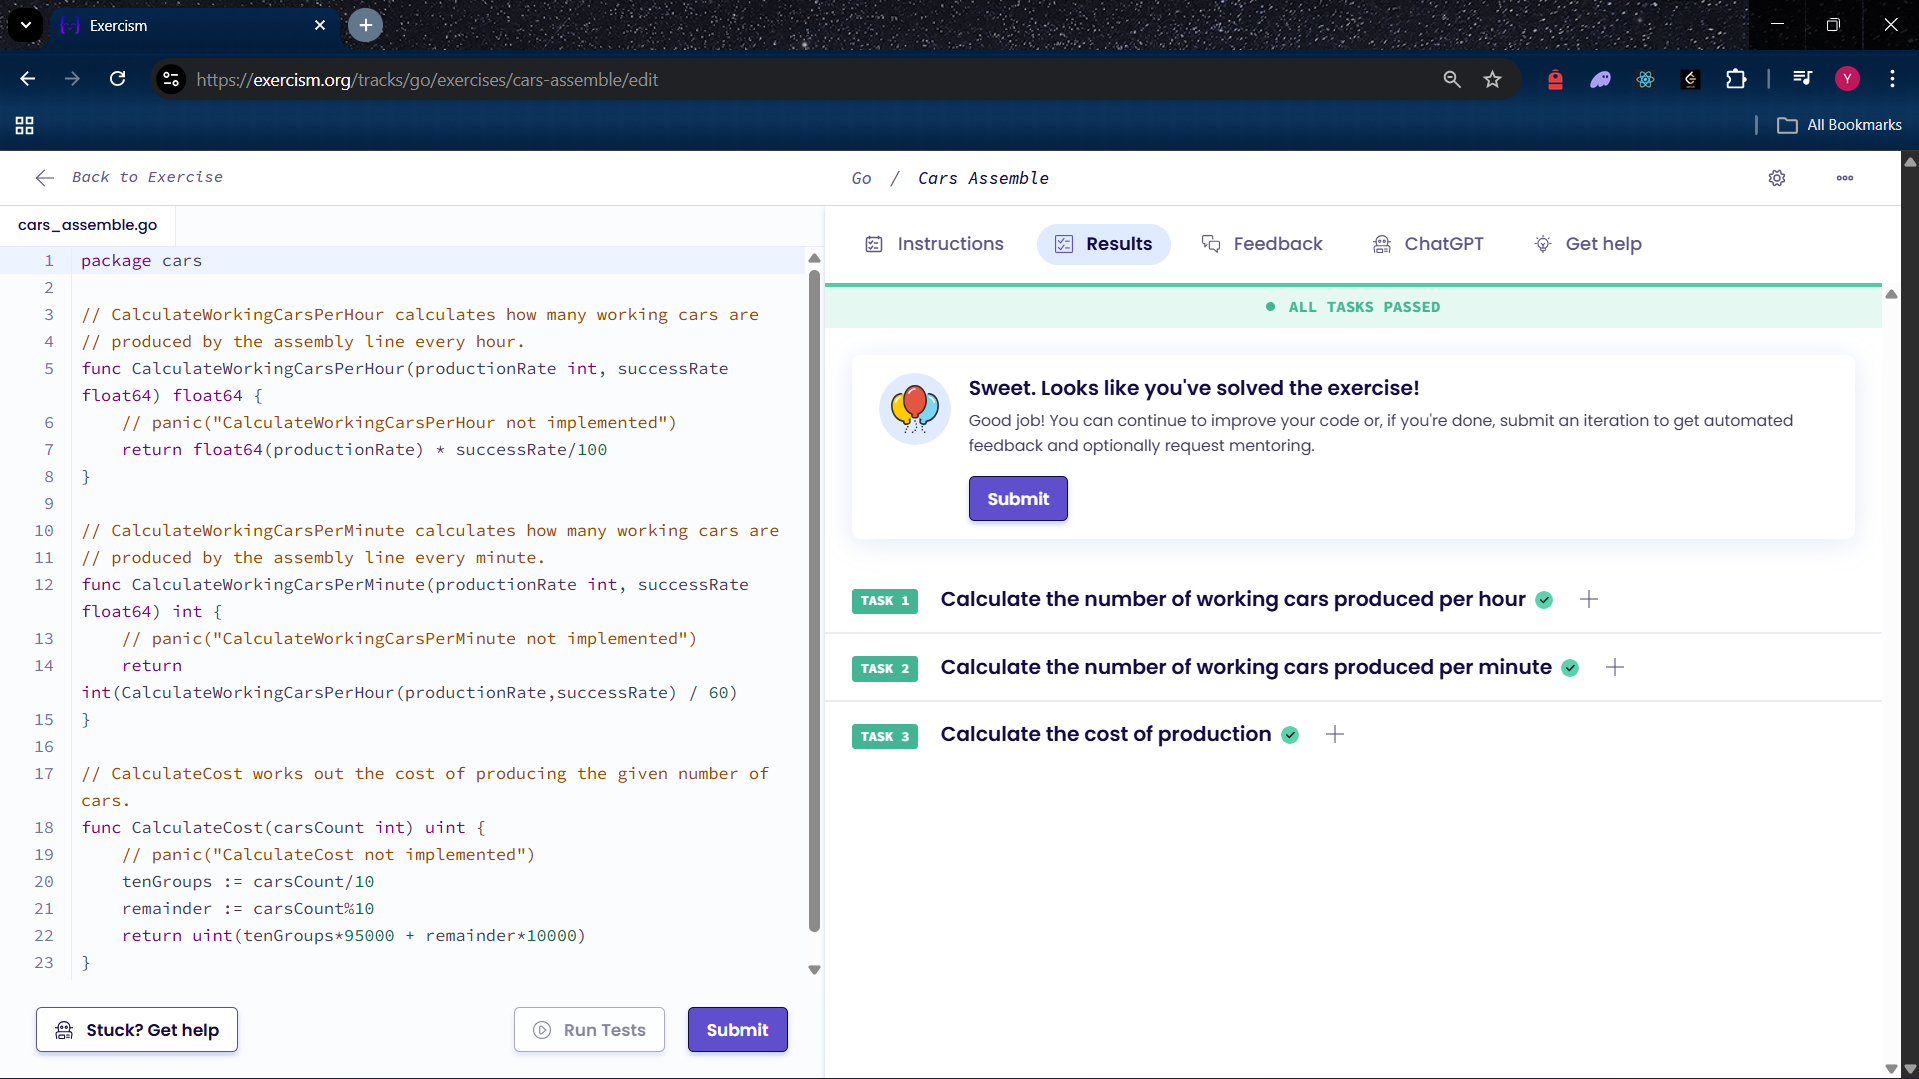 Exercism
https://exercism.org/tracks/go/exercises/cars-assemble/edit
Y
All Bookmarks
Back to Exercise
Go / Cars Assemble
cars_assemble.go
Instructions
Results
Feedback
ChatGPT
Get help
1 package cars
2
3 // CalculateWorkingCarsPerHour calculates how many working cars are
4 // produced by the assembly line every hour.
5 func CalculateWorkingCarsPerHour(productionRate int, successRate
float64) float64 {
6 // panic("CalculateWorkingCarsPerHour not implemented")
7 return float64(productionRate) * successRate/100
8 }
9
10 // CalculateWorkingCarsPerMinute calculates how many working cars are
11 // produced by the assembly line every minute.
12 func CalculateWorkingCarsPerMinute(productionRate int, successRate
float64) int {
13 // panic("CalculateWorkingCarsPerMinute not implemented")
14 return
int(CalculateWorkingCarsPerHour(productionRate,successRate) / 60)
15 }
16
17 // CalculateCost works out the cost of producing the given number of
cars.
18 func CalculateCost(carsCount int) uint {
19 // panic("CalculateCost not implemented")
20 tenGroups := carsCount/10
21 remainder := carsCount%10
22 return uint(tenGroups*95000 + remainder*10000)
23 }
Stuck? Get help
Run Tests
Submit
ALL TASKS PASSED
Sweet. Looks like you've solved the exercise!
Good job! You can continue to improve your code or, if you're done, submit an iteration to get automated
feedback and optionally request mentoring.
Submit
TASK 1 Calculate the number of working cars produced per hour
TASK 2 Calculate the number of working cars produced per minute
TASK 3 Calculate the cost of production